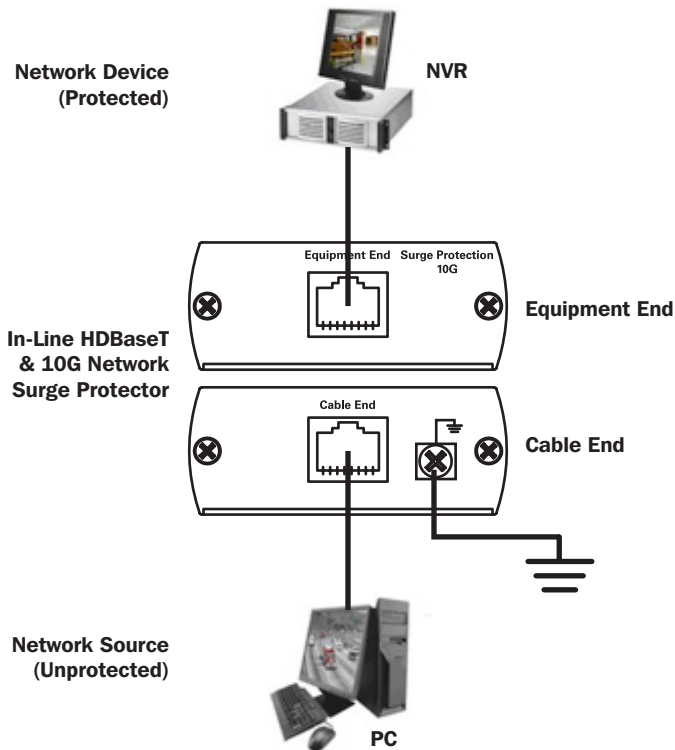 Network Device
(Protected)
NVR
Equipment End
Surge Protection
10G
Equipment End
In-Line HDBaseT
& 10G Network
Surge Protector
Cable End
Cable End
Network Source
(Unprotected)
PC